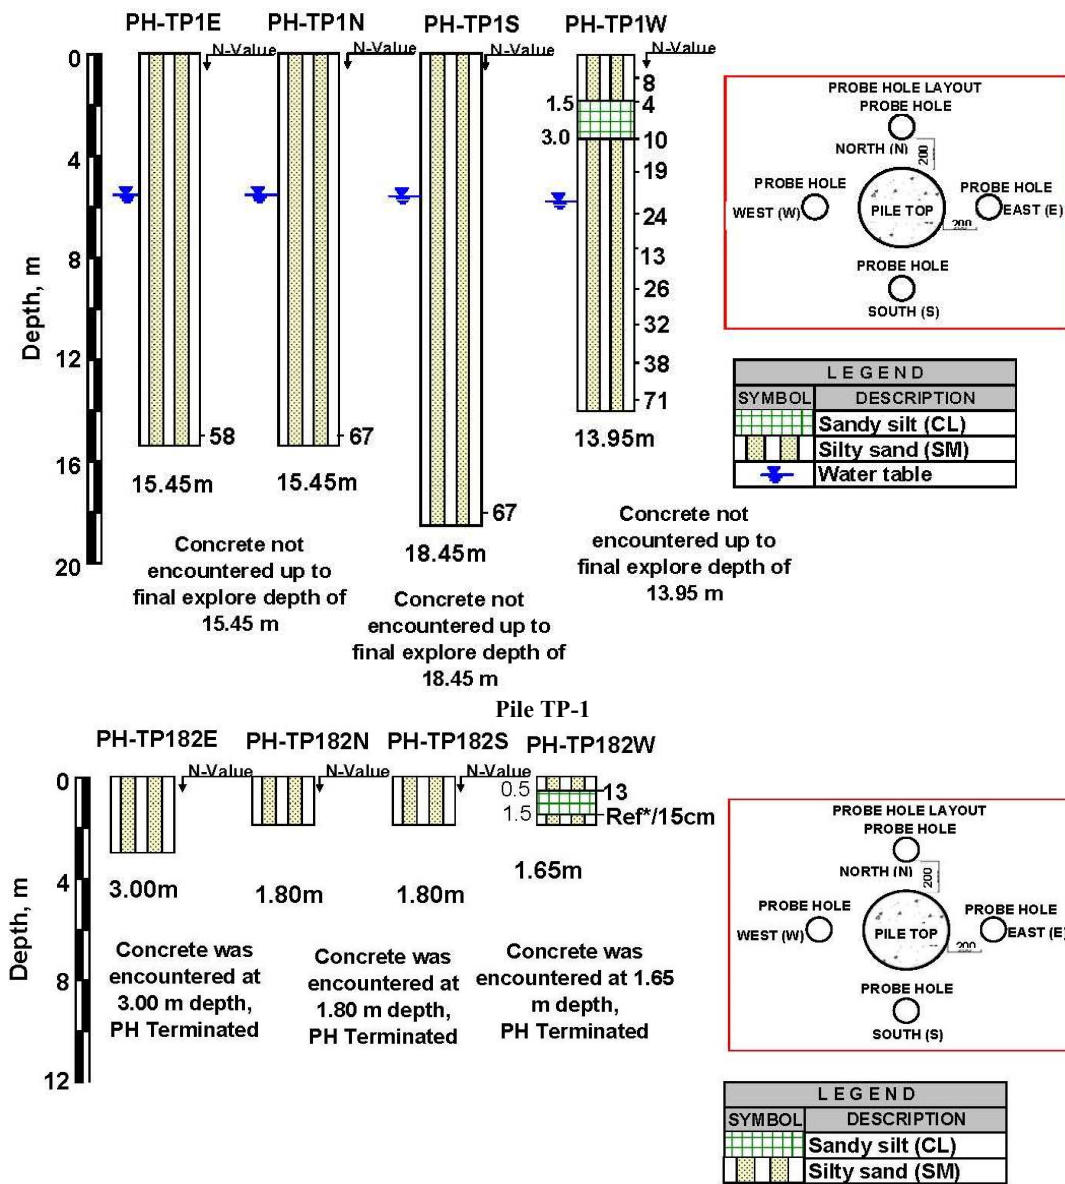 PH-TP1E PH-TP1N PH-TP1S PH-TP1W
N-Value N-Value N-Value N-Value
0
4
8
12
16
20
Depth, m
58
15.45m
67
15.45m
67
18.45m
1.5
3.0
8
4
10
19
24
13
26
32
38
71
13.95m
Concrete not
encountered up to
final explore depth of
15.45 m
Concrete not
encountered up to
final explore depth of
18.45 m
Concrete not
encountered up to
final explore depth of
13.95 m
PROBE HOLE LAYOUT
PROBE HOLE
NORTH (N)
200
PROBE HOLE
WEST (W)
PILE TOP
PROBE HOLE
EAST (E)
200
PROBE HOLE
SOUTH (S)
LEGEND
SYMBOL DESCRIPTION
Sandy silt (CL)
Silty sand (SM)
Water table
Pile TP-1
PH-TP182E PH-TP182N PH-TP182S PH-TP182W
N-Value N-Value N-Value
0
4
8
12
Depth, m
0.5
1.5
13
Ref*/15cm
3.00m
1.80m
1.80m
1.65m
Concrete was
encountered at
3.00 m depth,
PH Terminated
Concrete was
encountered at
1.80 m depth,
PH Terminated
Concrete was
encountered at 1.65
m depth,
PH Terminated
PROBE HOLE LAYOUT
PROBE HOLE
NORTH (N)
200
PROBE HOLE
WEST (W)
PILE TOP
PROBE HOLE
EAST (E)
200
PROBE HOLE
SOUTH (S)
LEGEND
SYMBOL DESCRIPTION
Sandy silt (CL)
Silty sand (SM)